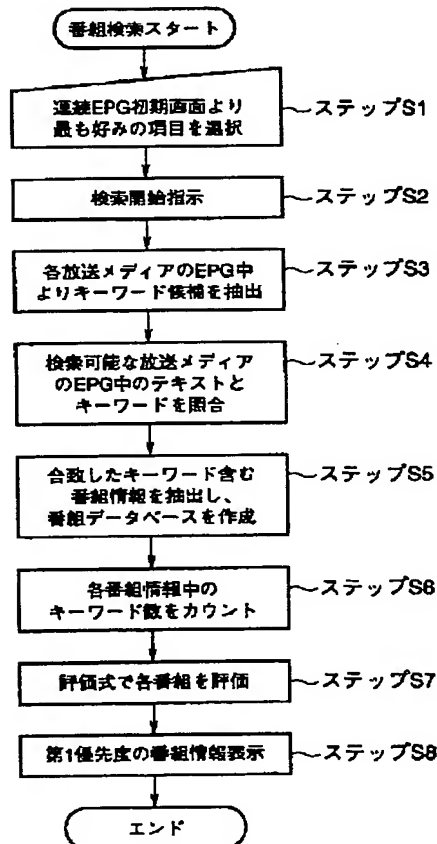 番組検索スタート
連続EPG初期画面より
最も好みの項目を選択
ステップS1
検索開始指示
ステップS2
各放送メディアのEPG中
よりキーワード候補を抽出
ステップS3
検索可能な放送メディア
のEPG中のテキストと
キーワードを照合
ステップS4
合致したキーワード含む
番組情報を抽出し、
番組データベースを作成
ステップS5
各番組情報中の
キーワード数をカウント
ステップS6
評価式で各番組を評価
ステップS7
第1優先度の番組情報表示
ステップS8
エンド